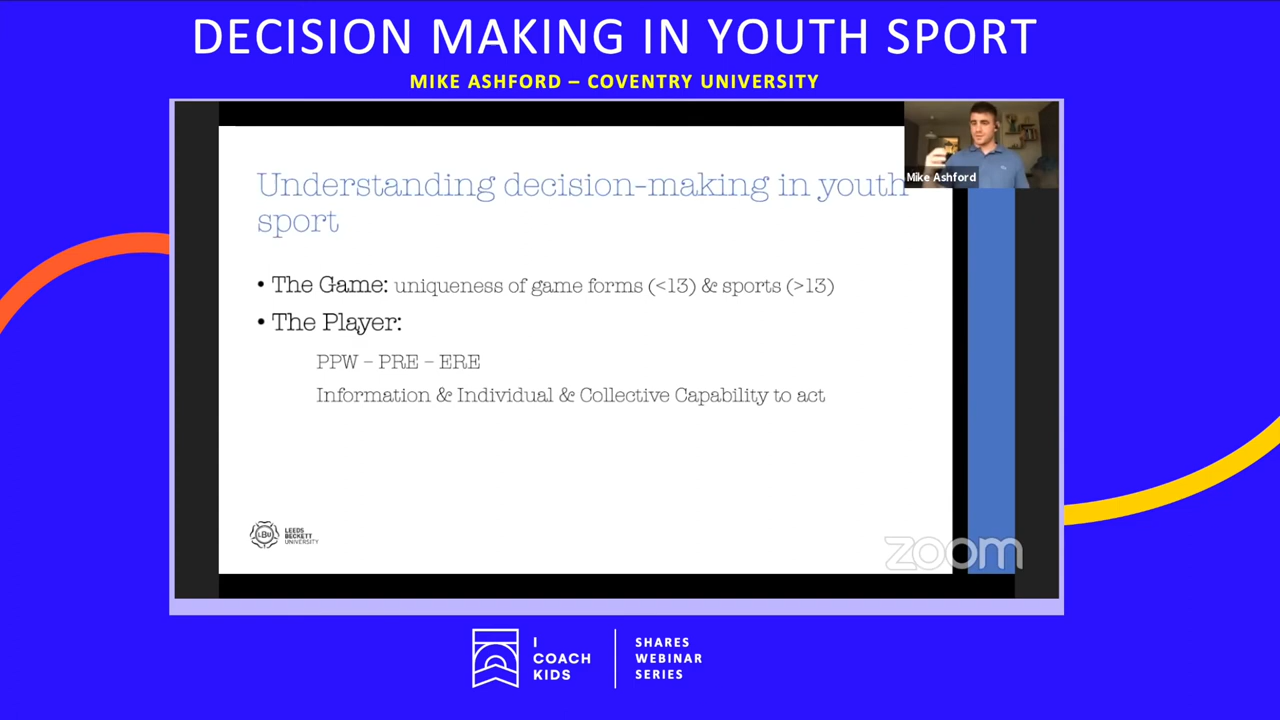 DECISION MAKING IN YOUTH SPORT
MIKE ASHFORD – COVENTRY UNIVERSITY
Mike Ashford
Understanding decision-making in youth
sport
• The Game: uniqueness of game forms (<13) & sports (>13)
• The Player:
PPW – PRE – ERE
Information & Individual & Collective Capability to act
LBU
LEEDS
BECKETT
UNIVERSITY
zoom
I
COACH
KIDS
SHARES
WEBINAR
SERIES